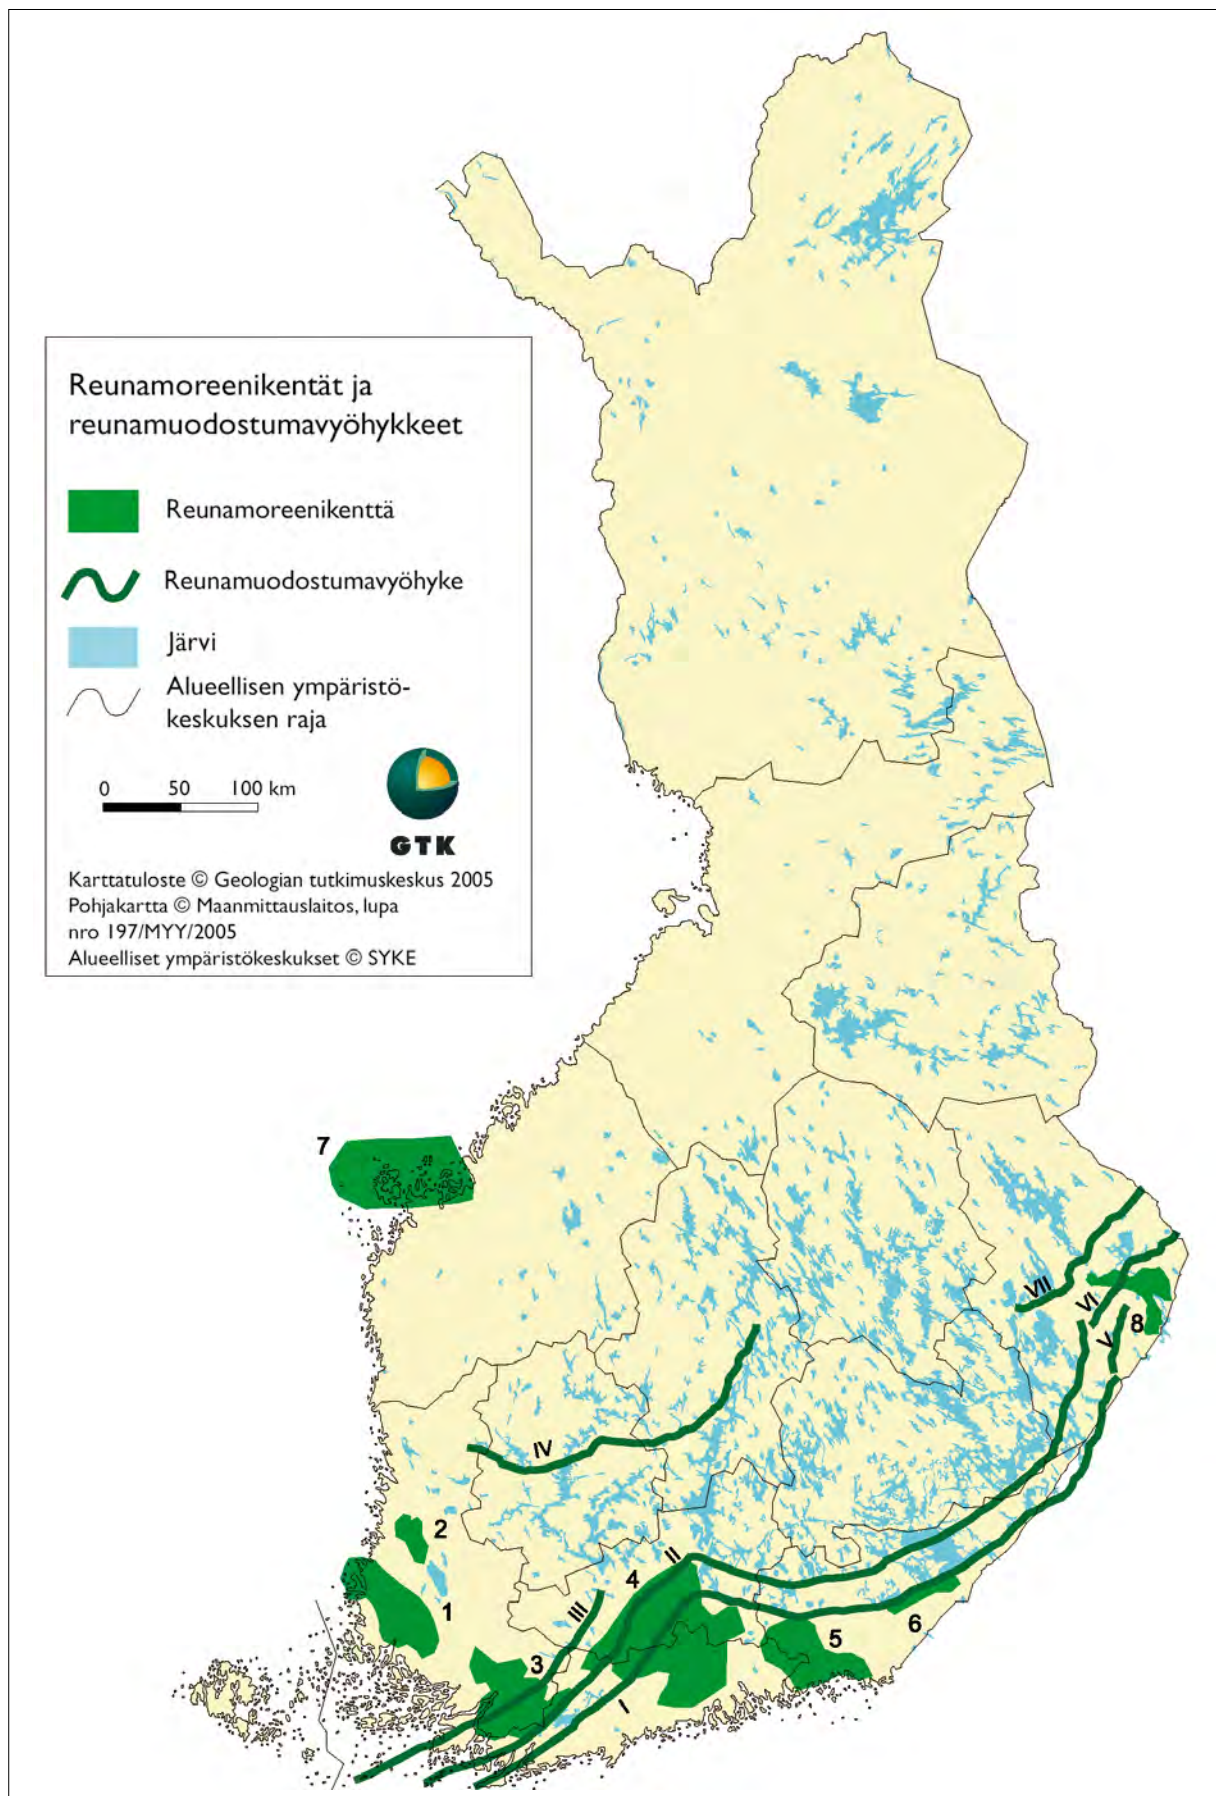 Reunamoreenikentät ja
reunamuodostumavyöhykkeet
Reunamoreenikenttä
Reunamuodostumavyöhyke
Järvi
Alueellisen ympäristö-
keskuksen raja
0 50 100 km
GTK
Karttatuloste © Geologian tutkimuskeskus 2005
Pohjakartta © Maanmittauslaitos, lupa
nro 197/MYY/2005
Alueelliset ympäristökeskukset © SYKE
7
VII
VI
8
V
IV
2
II
4
III
1
6
5
3
I